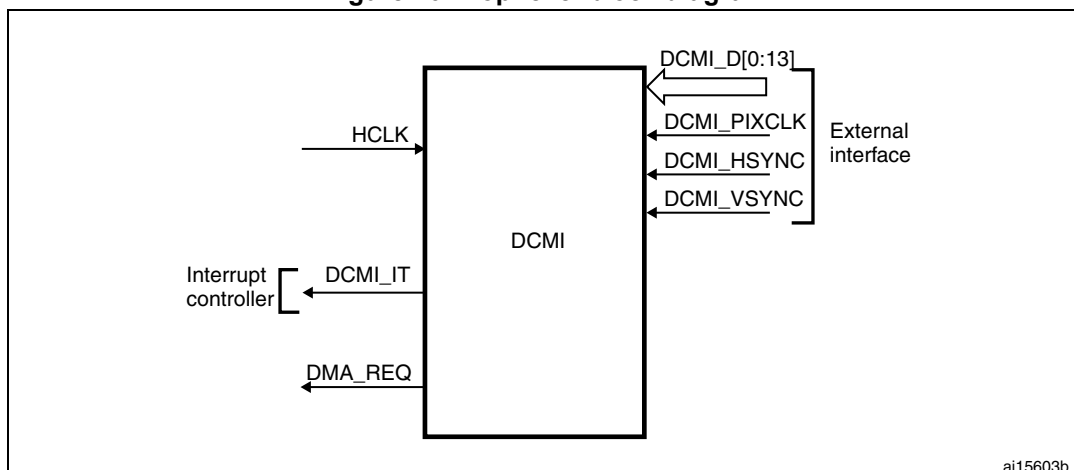 DCMI_D[0:13]
DCMI_PIXCLK
External
HCLK
interface
DCMI_HSYNC
DCMI_VSYNC
DCMI
Interrupt
DCMI_IT
controller
DMA_REQ
ai15603b